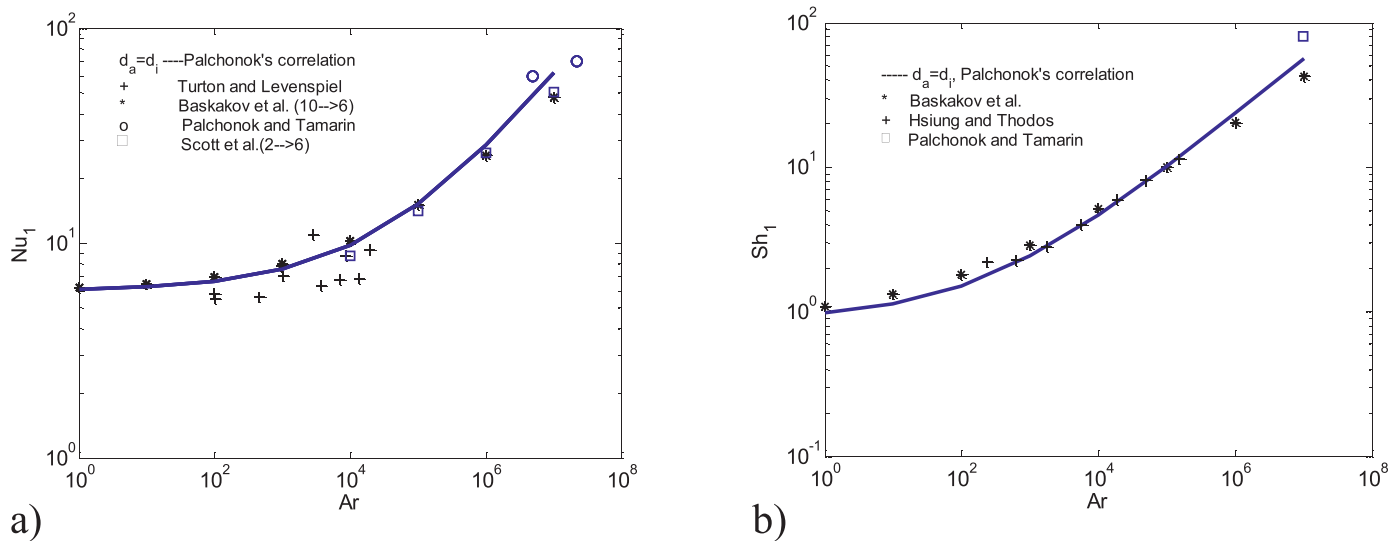 10^2
d_a=d_i ----Palchonok's correlation
+ Turton and Levenspiel
* Baskakov et al. (10-->6)
o Palchonok and Tamarin
□ Scott et al.(2-->6)
Nu_1
10^1
10^0
10^0 10^2 10^4 10^6 10^8
Ar
a)
10^2
----- d_a=d_i, Palchonok's correlation
* Baskakov et al.
+ Hsiung and Thodos
□ Palchonok and Tamarin
10^1
Sh_1
10^0
10^-1
10^0 10^2 10^4 10^6 10^8
Ar
b)